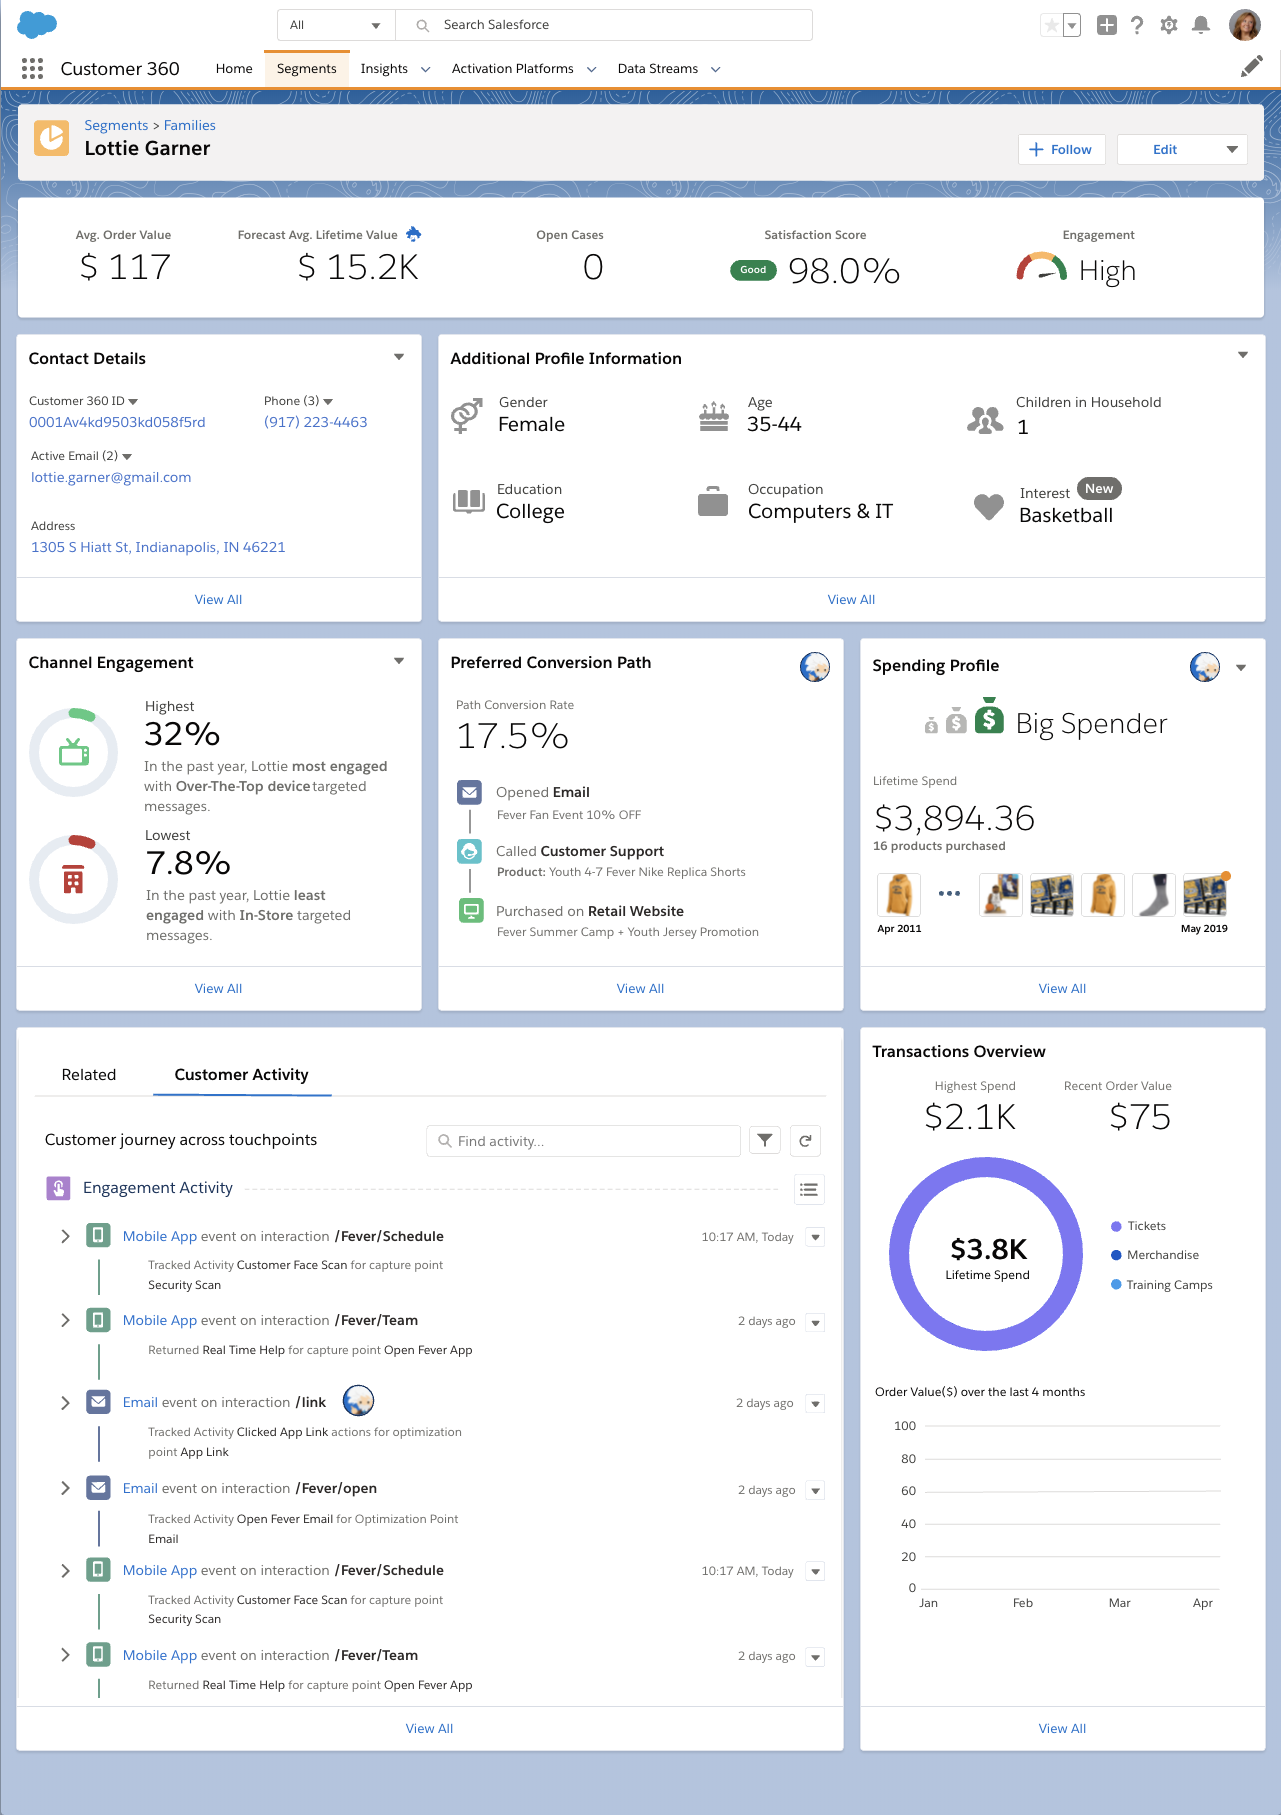 All
Search Salesforce
Customer 360
Home
Segments
Insights
Activation Platforms
Data Streams
Segments > Families
Lottie Garner
Follow
Edit
Avg. Order Value
$ 117
Forecast Avg. Lifetime Value
$ 15.2K
Open Cases
0
Satisfaction Score
Good
98.0%
Engagement
High
Contact Details
Customer 360 ID
0001Av4kd9503kd058f5rd
Phone (3)
(917) 223-4463
Active Email (2)
lottie.garner@gmail.com
Address
1305 S Hiatt St, Indianapolis, IN 46221
View All
Additional Profile Information
Gender
Female
Age
35-44
Children in Household
1
Education
College
Occupation
Computers & IT
Interest
New
Basketball
View All
Channel Engagement
Highest
32%
In the past year, Lottie most engaged
with Over-The-Top device targeted
messages.
Lowest
7.8%
In the past year, Lottie least
engaged with In-Store targeted
messages.
View All
Preferred Conversion Path
Path Conversion Rate
17.5%
Opened Email
Fever Fan Event 10% OFF
Called Customer Support
Product: Youth 4-7 Fever Nike Replica Shorts
Purchased on Retail Website
Fever Summer Camp + Youth Jersey Promotion
View All
Spending Profile
Big Spender
Lifetime Spend
$3,894.36
16 products purchased
Apr 2011
May 2019
View All
Related
Customer Activity
Customer journey across touchpoints
Find activity...
Engagement Activity
Mobile App event on interaction /Fever/Schedule
10:17 AM, Today
Tracked Activity Customer Face Scan for capture point
Security Scan
Mobile App event on interaction /Fever/Team
2 days ago
Returned Real Time Help for capture point Open Fever App
Email event on interaction /link
2 days ago
Tracked Activity Clicked App Link actions for optimization
point App Link
Email event on interaction /Fever/open
2 days ago
Tracked Activity Open Fever Email for Optimization Point
Email
Mobile App event on interaction /Fever/Schedule
10:17 AM, Today
Tracked Activity Customer Face Scan for capture point
Security Scan
Mobile App event on interaction /Fever/Team
2 days ago
Returned Real Time Help for capture point Open Fever App
View All
Transactions Overview
Highest Spend
$2.1K
Recent Order Value
$75
$3.8K
Lifetime Spend
Tickets
Merchandise
Training Camps
Order Value($) over the last 4 months
100
80
60
40
20
0
Jan
Feb
Mar
Apr
View All